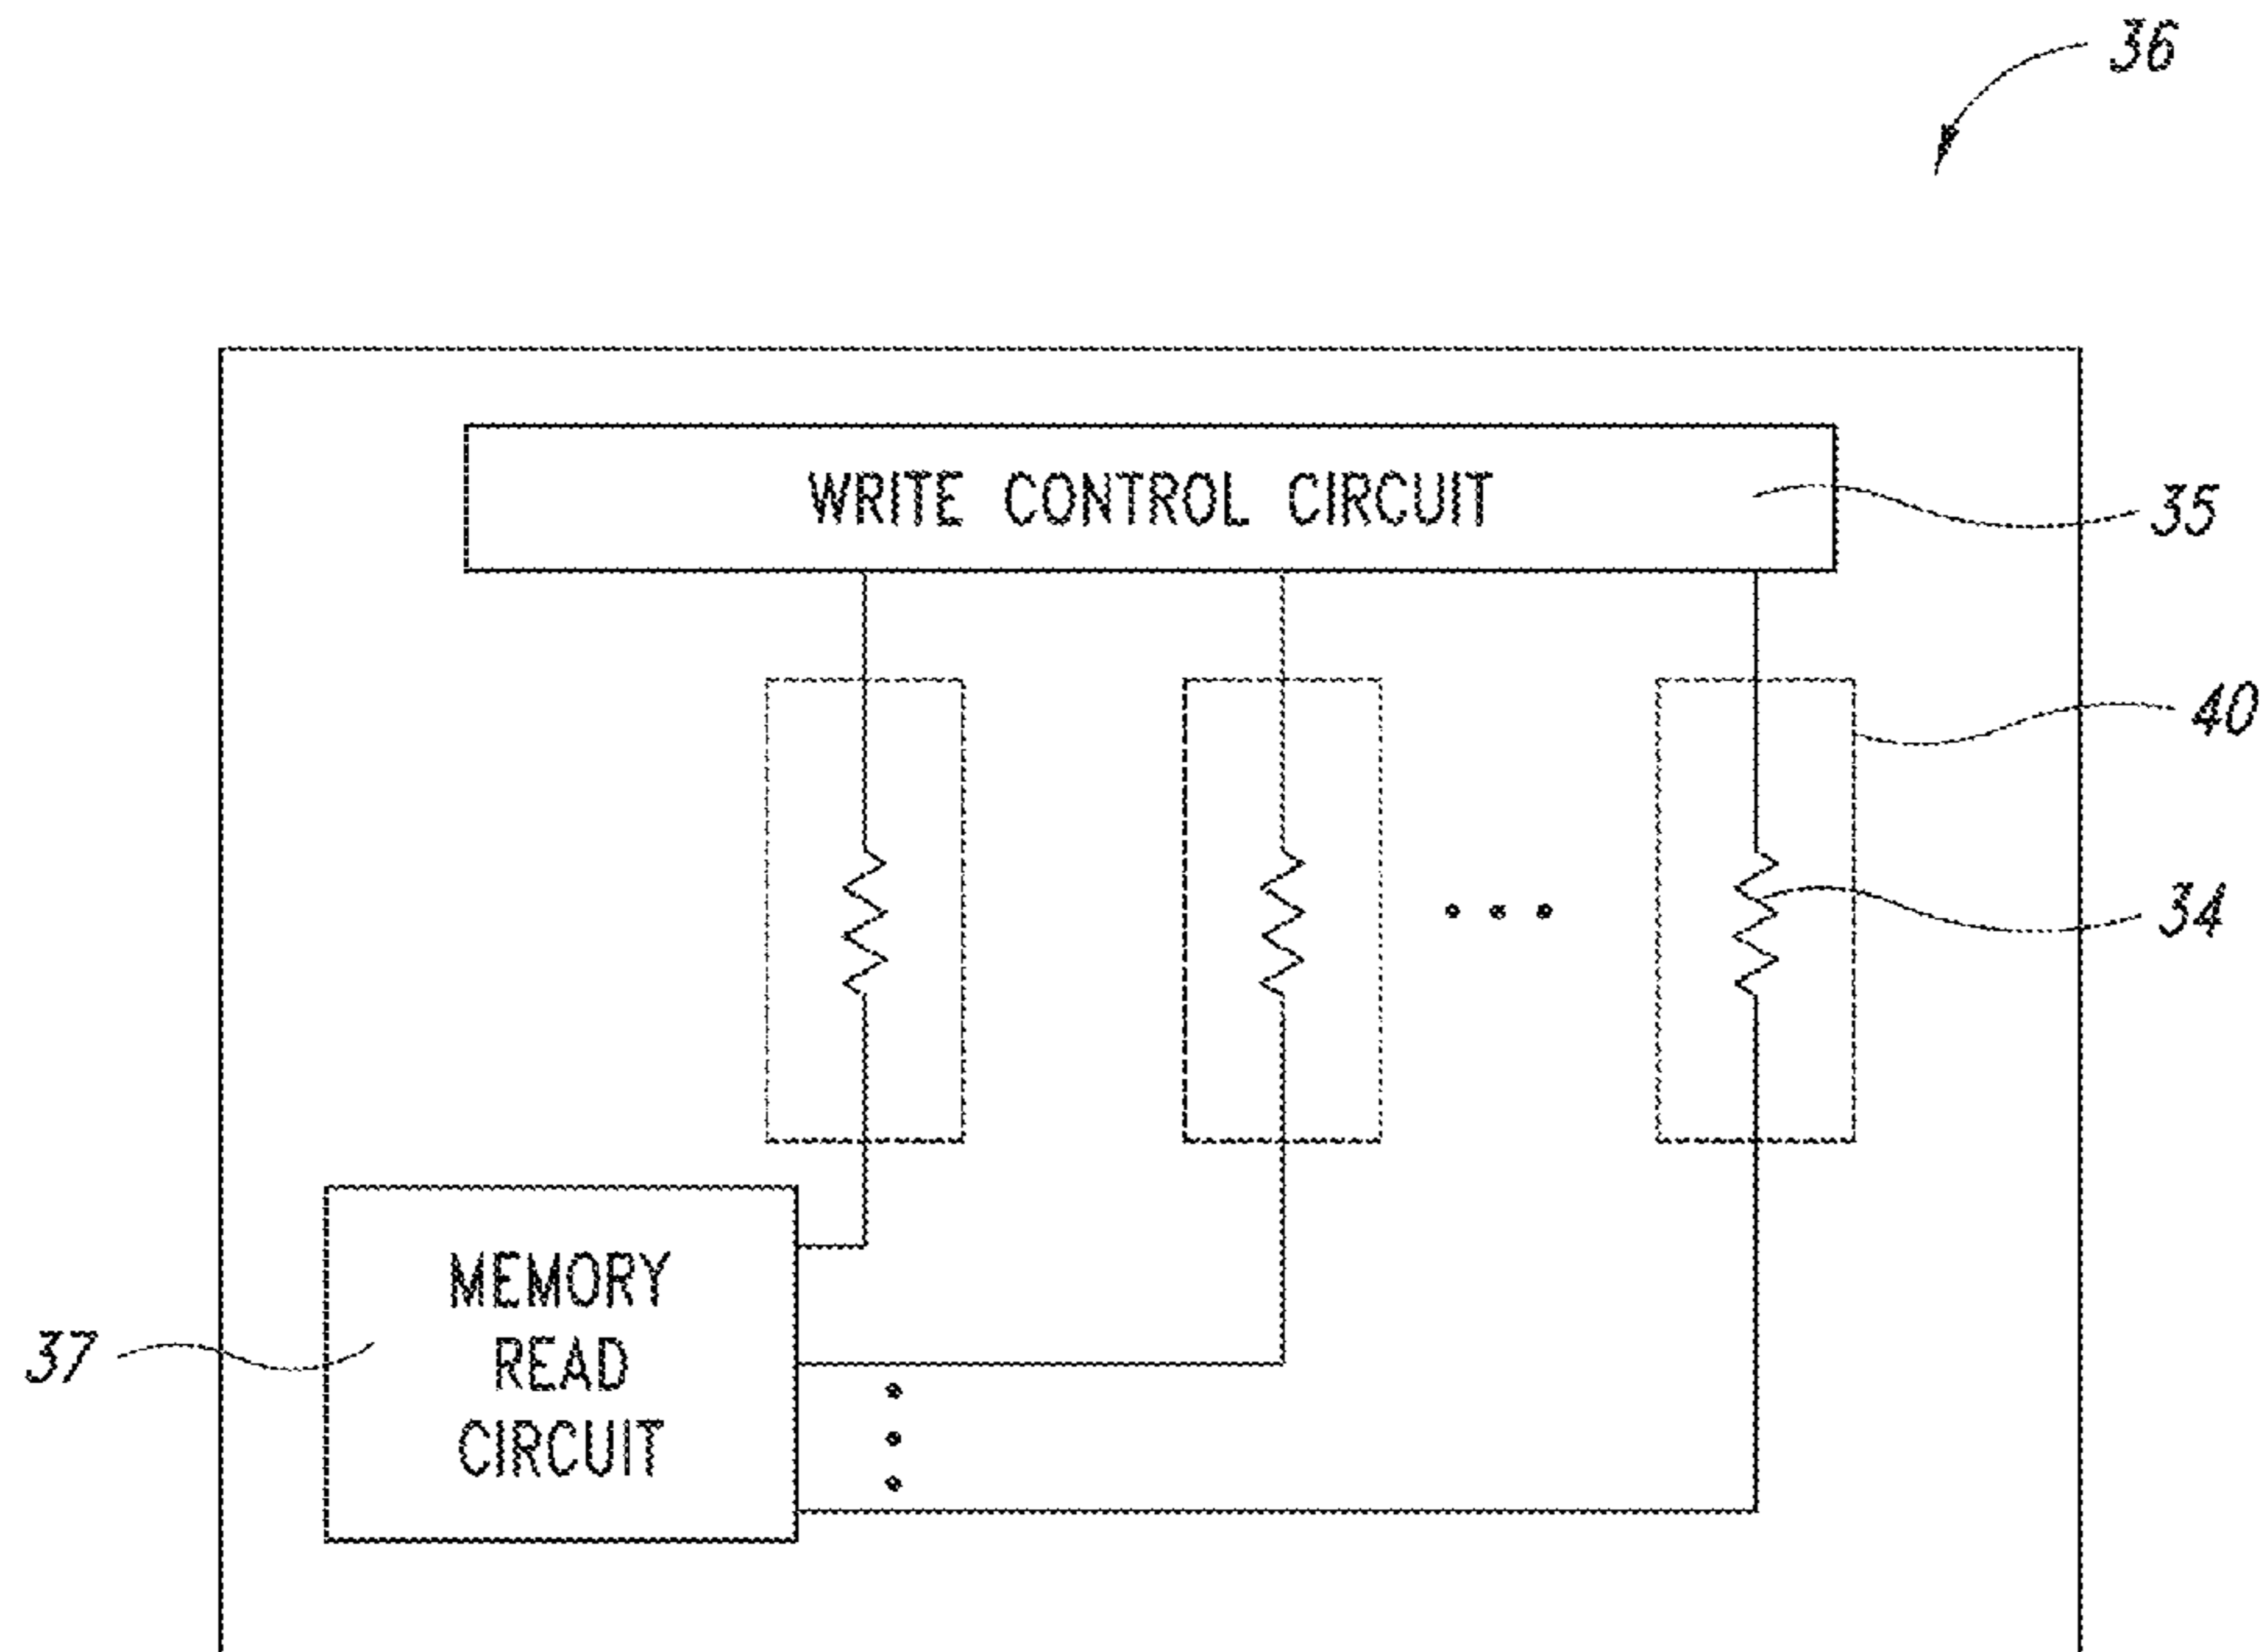 36
WRITE CONTROL CIRCUIT
35
40
34
MEMORY
READ
CIRCUIT
37